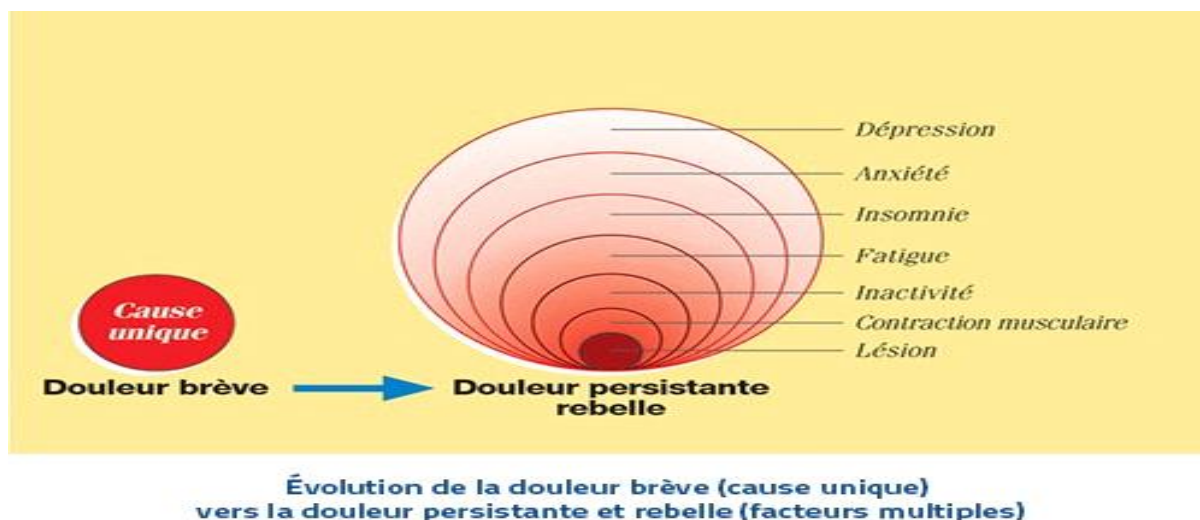 Dépression
Anxiété
Insomnie
Fatigue
Inactivité
Contraction musculaire
Lésion
Cause
unique
Douleur brève
Douleur persistante
rebelle
Évolution de la douleur brève (cause unique)
vers la douleur persistante et rebelle (facteurs multiples)